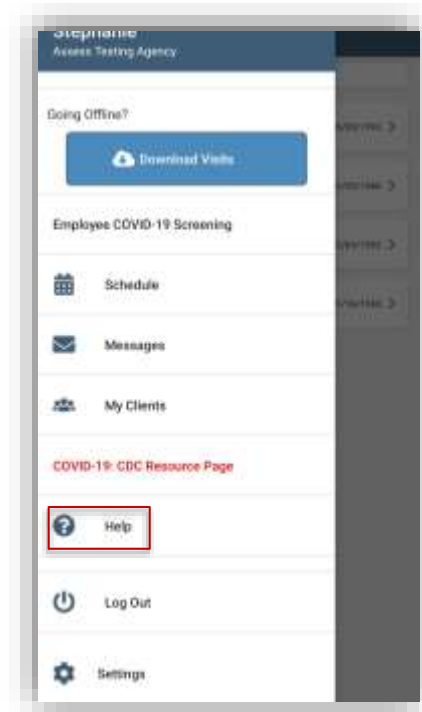 Stephanie
Access Testing Agency
Going Offline?
Download Visits
Employee COVID-19 Screening
Schedule
Messages
My Clients
COVID-19: CDC Resource Page
Help
Log Out
Settings